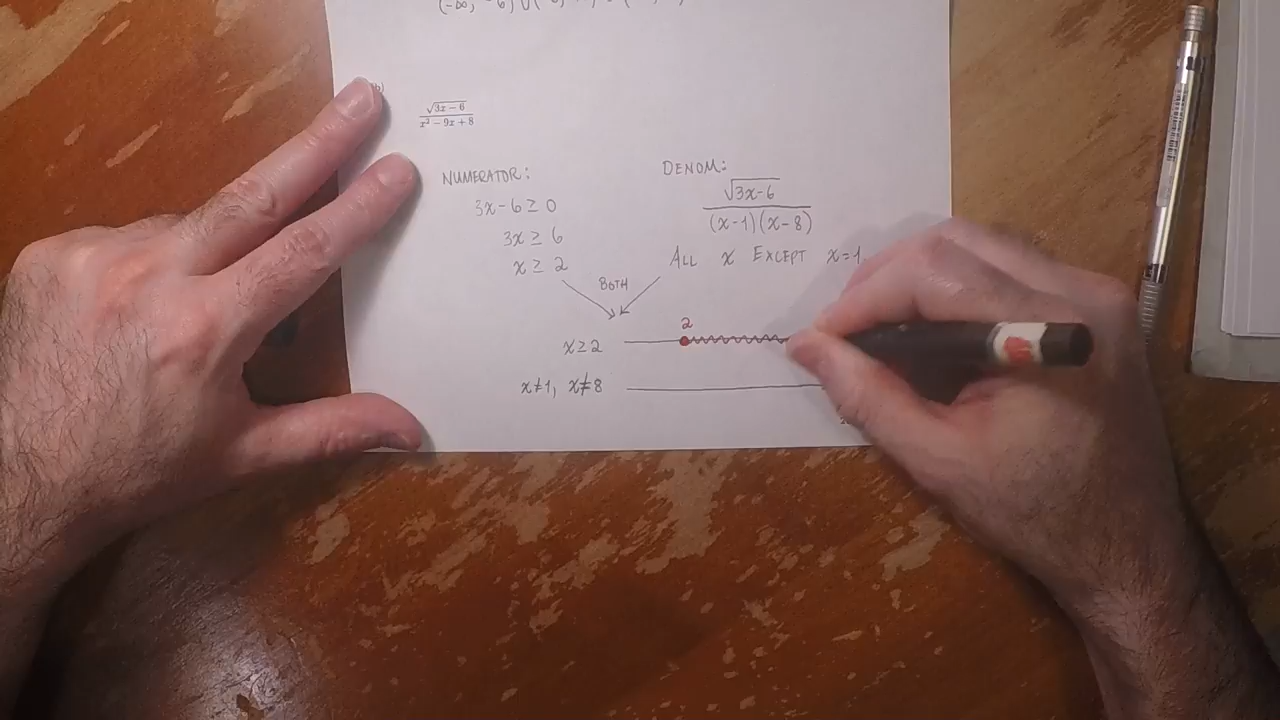 √3x-6
x² - 9x + 8
NUMERATOR:
3x-6 ≥ 0
3x ≥ 6
x ≥ 2
DENOM:
√3x-6
(x-1)(x-8)
ALL x EXCEPT x=1,
BOTH
2
x≥2
x≠1, x≠8